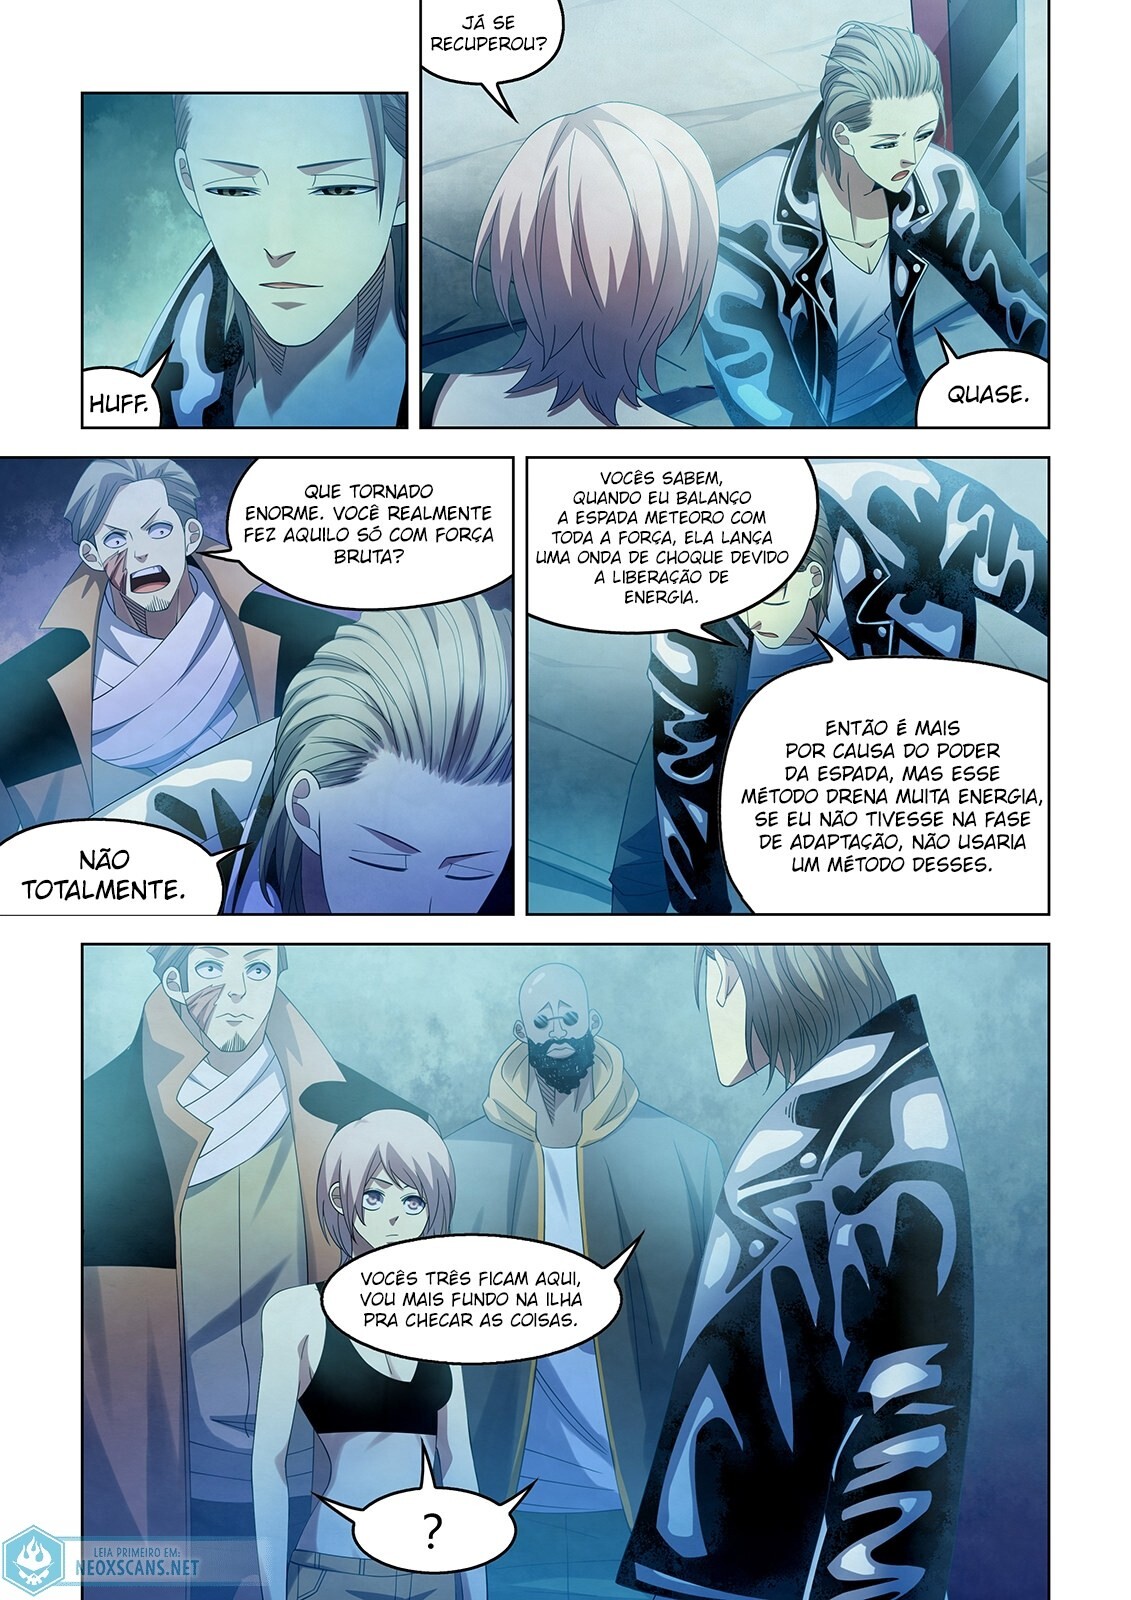 JÁ SE
RECUPEROU?
QUASE.
HUFF.
VOCÊS SABEM,
QUANDO EU BALANÇO
A ESPADA METEORO COM
TODA A FORÇA, ELA LANÇA
UMA ONDA DE CHOQUE DEVIDO
A LIBERAÇÃO DE
ENERGIA.
ENTÃO É MAIS
POR CAUSA DO PODER
DA ESPADA, MAS ESSE
MÉTODO DRENA MUITA ENERGIA,
SE EU NÃO TIVESSE NA FASE
DE ADAPTAÇÃO, NÃO USARIA
UM MÉTODO DESSES.
QUE TORNADO
ENORME. VOCÊ REALMENTE
FEZ AQUILO SÓ COM FORÇA
BRUTA?
NÃO
TOTALMENTE.
VOCÊS TRÊS FICAM AQUI,
VOU MAIS FUNDO NA ILHA
PRA CHECAR AS COISAS.
?
LEIA PRIMEIRO EM:
NEOXSCANS.NET